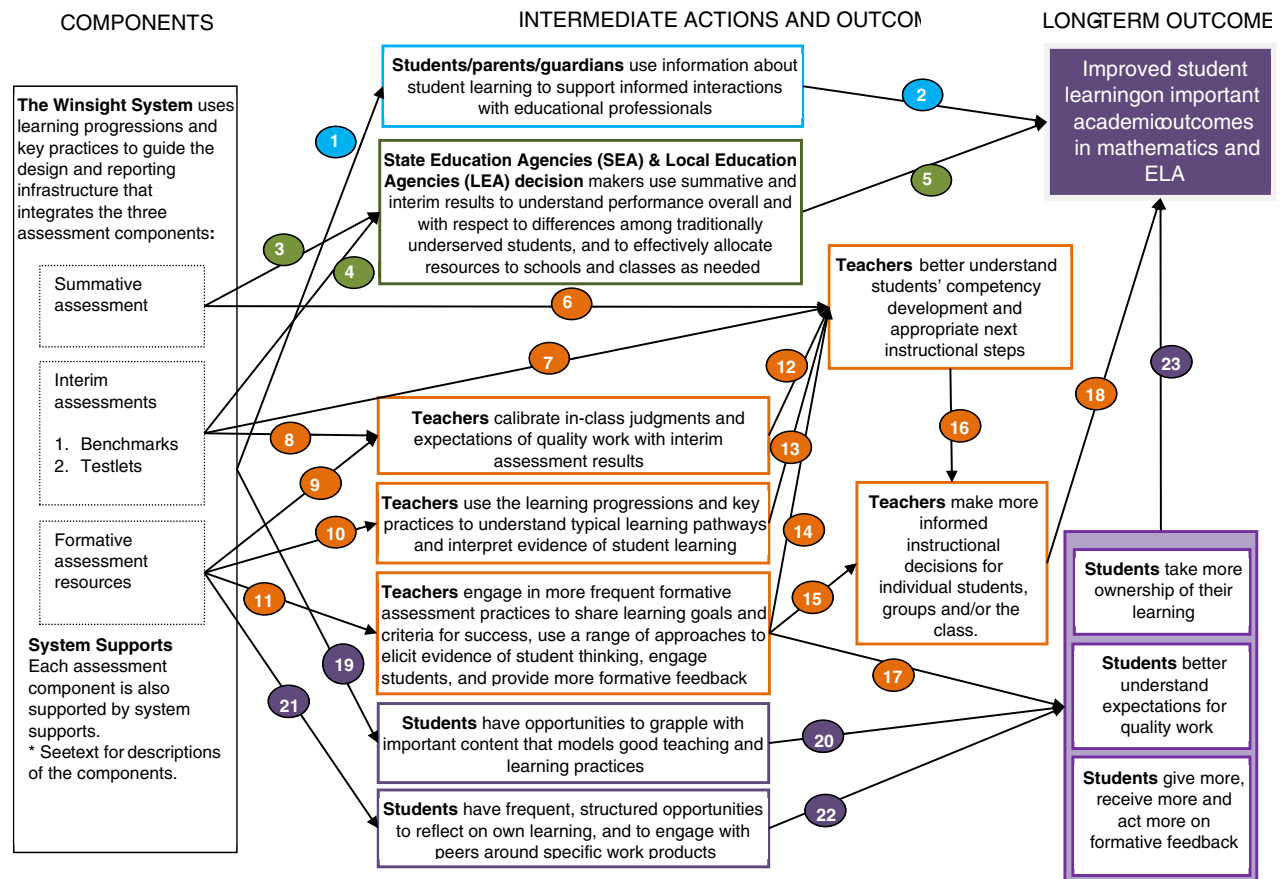 COMPONENTS
INTERMEDIATE ACTIONS AND OUTCOM
LONG-TERM OUTCOME
The Winsight System uses
learning progressions and
key practices to guide the
design and reporting
infrastructure that
integrates the three
assessment components:
Summative
assessment
Interim
assessments
1. Benchmarks
2. Testlets
Formative
assessment
resources
System Supports
Each assessment
component is also
supported by system
supports.
* Seetext for descriptions
of the components.
Students/parents/guardians use information about
student learning to support informed interactions
with educational professionals
State Education Agencies (SEA) & Local Education
Agencies (LEA) decision makers use summative and
interim results to understand performance overall and
with respect to differences among traditionally
underserved students, and to effectively allocate
resources to schools and classes as needed
Teachers calibrate in-class judgments and
expectations of quality work with interim
assessment results
Teachers use the learning progressions and key
practices to understand typical learning pathways
and interpret evidence of student learning
Teachers engage in more frequent formative
assessment practices to share learning goals and
criteria for success, use a range of approaches to
elicit evidence of student thinking, engage
students, and provide more formative feedback
Students have opportunities to grapple with
important content that models good teaching and
learning practices
Students have frequent, structured opportunities
to reflect on own learning, and to engage with
peers around specific work products
Teachers better understand
students' competency
development and
appropriate next
instructional steps
Teachers make more
informed
instructional
decisions for
individual students,
groups and/or the
class.
Improved student
learningon important
academicoutcomes
in mathematics and
ELA
Students take more
ownership of their
learning
Students better
understand
expectations for
quality work
Students give more,
receive more and
act more on
formative feedback
1
2
3
4
5
6
7
8
9
10
11
12
13
14
15
16
17
18
19
20
21
22
23